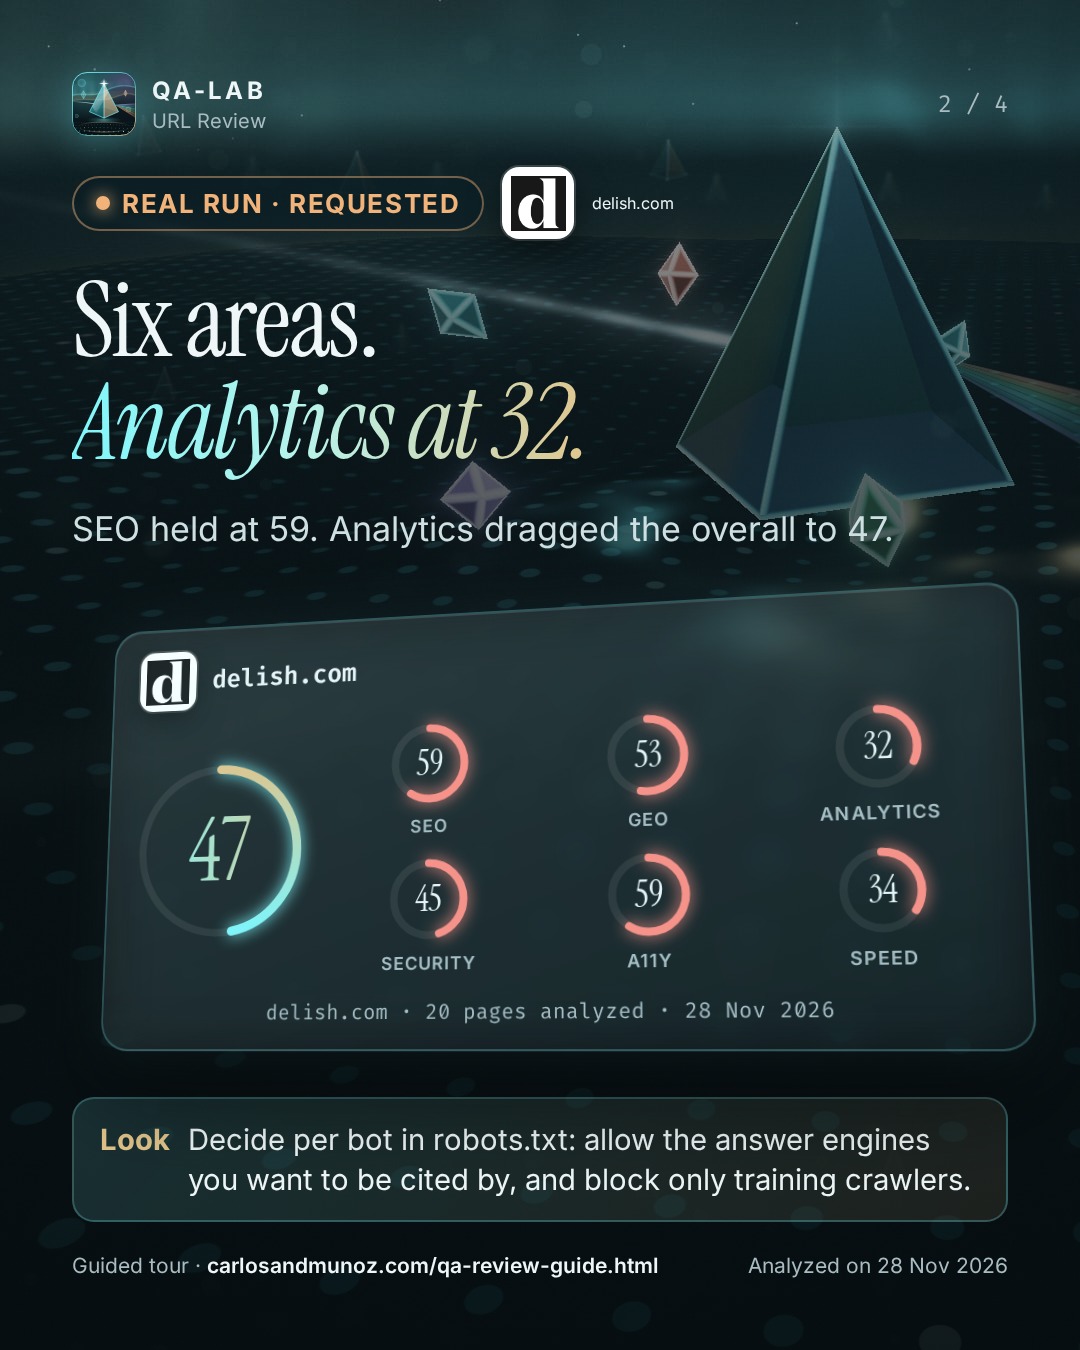 QA-LAB
URL Review
2 / 4
REAL RUN · REQUESTED
d
delish.com
Six areas.
Analytics at 32.
SEO held at 59. Analytics dragged the overall to 47.
d
delish.com
47
59
SEO
53
GEO
32
ANALYTICS
45
SECURITY
59
A11Y
34
SPEED
delish.com · 20 pages analyzed · 28 Nov 2026
Look
Decide per bot in robots.txt: allow the answer engines
you want to be cited by, and block only training crawlers.
Guided tour · carlosandmunoz.com/qa-review-guide.html
Analyzed on 28 Nov 2026